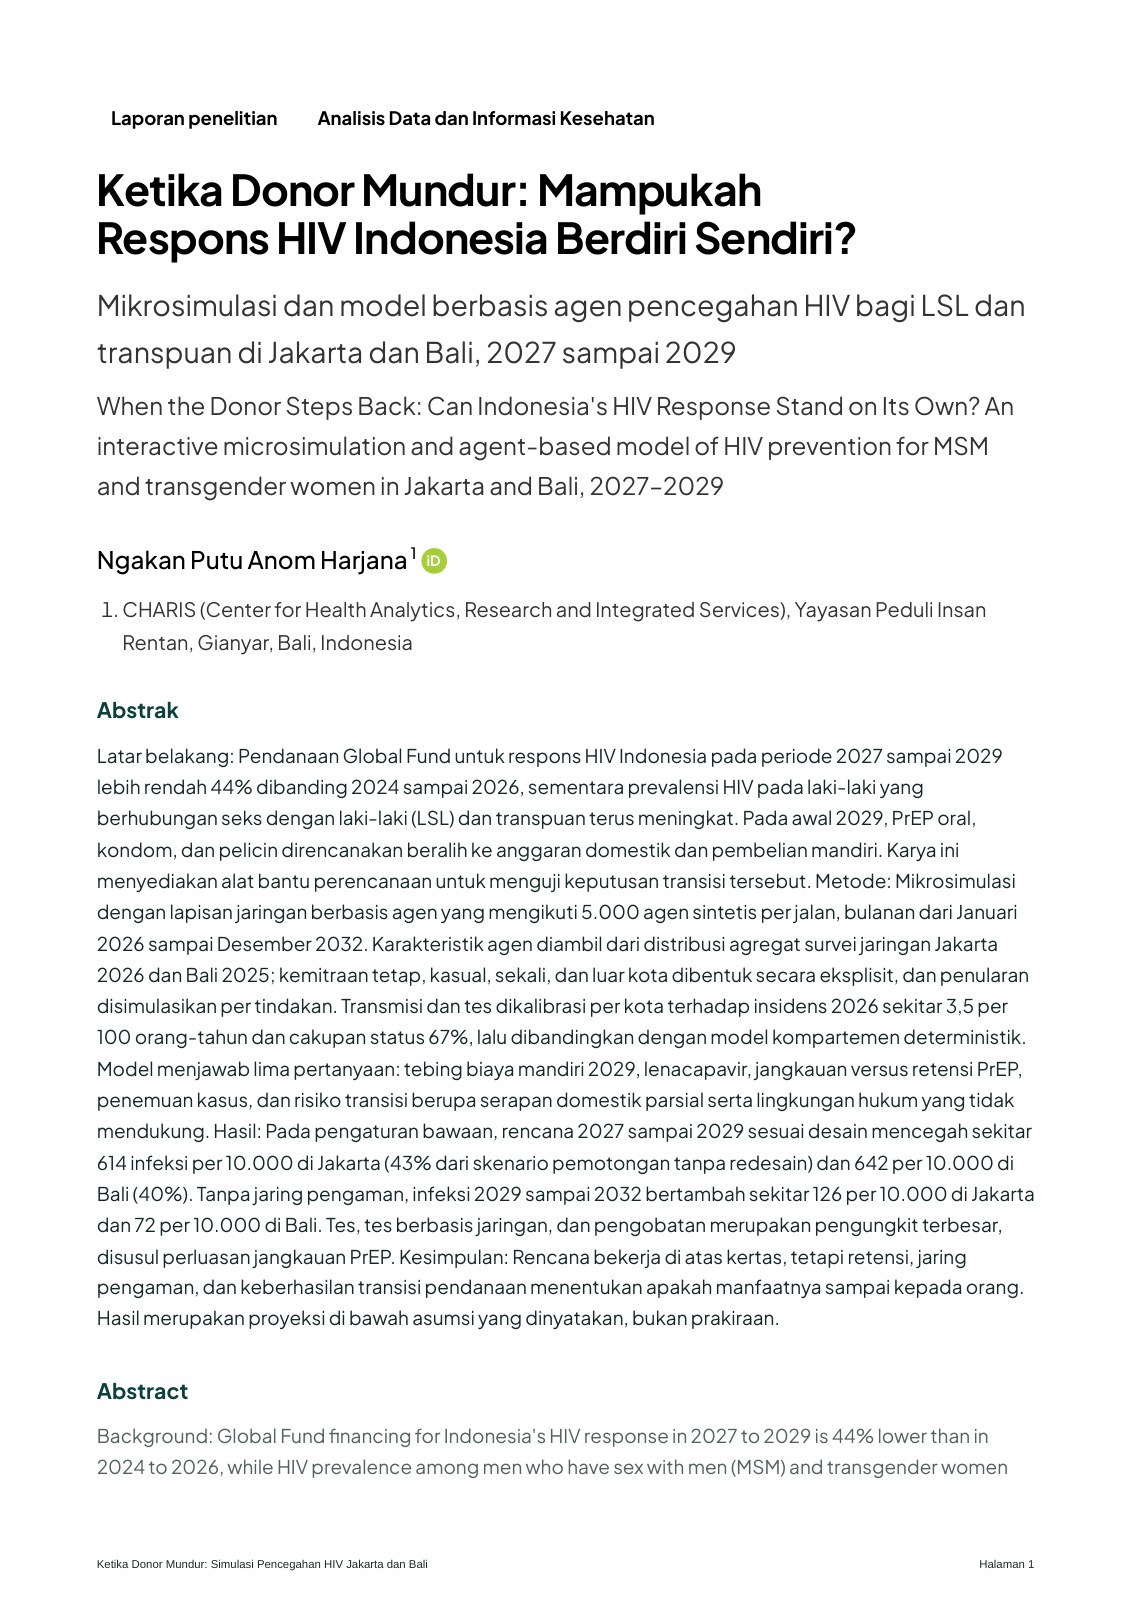 Laporan penelitian Analisis Data dan Informasi Kesehatan
Ketika Donor Mundur: Mampukah
Respons HIV Indonesia Berdiri Sendiri?
Mikrosimulasi dan model berbasis agen pencegahan HIV bagi LSL dan
transpuan di Jakarta dan Bali, 2027 sampai 2029
When the Donor Steps Back: Can Indonesia's HIV Response Stand on Its Own? An
interactive microsimulation and agent-based model of HIV prevention for MSM
and transgender women in Jakarta and Bali, 2027–2029
Ngakan Putu Anom Harjana 1 iD
1. CHARIS (Center for Health Analytics, Research and Integrated Services), Yayasan Peduli Insan
Rentan, Gianyar, Bali, Indonesia
Abstrak
Latar belakang: Pendanaan Global Fund untuk respons HIV Indonesia pada periode 2027 sampai 2029
lebih rendah 44% dibanding 2024 sampai 2026, sementara prevalensi HIV pada laki-laki yang
berhubungan seks dengan laki-laki (LSL) dan transpuan terus meningkat. Pada awal 2029, PrEP oral,
kondom, dan pelicin direncanakan beralih ke anggaran domestik dan pembelian mandiri. Karya ini
menyediakan alat bantu perencanaan untuk menguji keputusan transisi tersebut. Metode: Mikrosimulasi
dengan lapisan jaringan berbasis agen yang mengikuti 5.000 agen sintetis per jalan, bulanan dari Januari
2026 sampai Desember 2032. Karakteristik agen diambil dari distribusi agregat survei jaringan Jakarta
2026 dan Bali 2025; kemitraan tetap, kasual, sekali, dan luar kota dibentuk secara eksplisit, dan penularan
disimulasikan per tindakan. Transmisi dan tes dikalibrasi per kota terhadap insidens 2026 sekitar 3,5 per
100 orang-tahun dan cakupan status 67%, lalu dibandingkan dengan model kompartemen deterministik.
Model menjawab lima pertanyaan: tebing biaya mandiri 2029, lenacapavir, jangkauan versus retensi PrEP,
penemuan kasus, dan risiko transisi berupa serapan domestik parsial serta lingkungan hukum yang tidak
mendukung. Hasil: Pada pengaturan bawaan, rencana 2027 sampai 2029 sesuai desain mencegah sekitar
614 infeksi per 10.000 di Jakarta (43% dari skenario pemotongan tanpa redesain) dan 642 per 10.000 di
Bali (40%). Tanpa jaring pengaman, infeksi 2029 sampai 2032 bertambah sekitar 126 per 10.000 di Jakarta
dan 72 per 10.000 di Bali. Tes, tes berbasis jaringan, dan pengobatan merupakan pengungkit terbesar,
disusul perluasan jangkauan PrEP. Kesimpulan: Rencana bekerja di atas kertas, tetapi retensi, jaring
pengaman, dan keberhasilan transisi pendanaan menentukan apakah manfaatnya sampai kepada orang.
Hasil merupakan proyeksi di bawah asumsi yang dinyatakan, bukan prakiraan.
Abstract
Background: Global Fund financing for Indonesia's HIV response in 2027 to 2029 is 44% lower than in
2024 to 2026, while HIV prevalence among men who have sex with men (MSM) and transgender women
Ketika Donor Mundur: Simulasi Pencegahan HIV Jakarta dan Bali Halaman 1